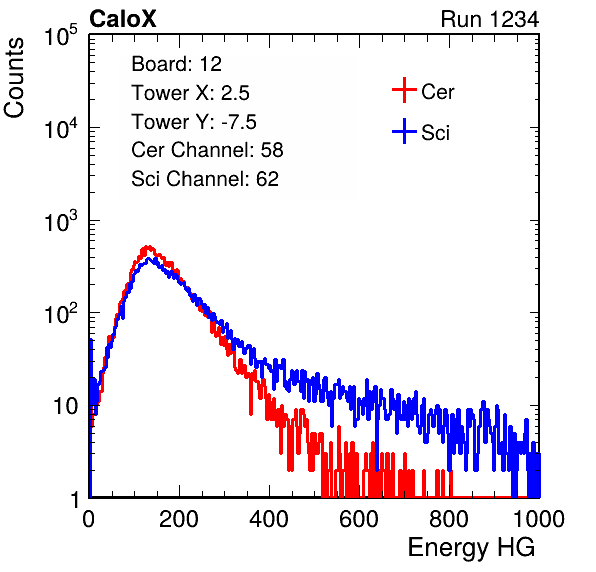 CaloX Run 1234
Counts
10^5
10^4
10^3
10^2
10
1
Board: 12
Tower X: 2.5
Tower Y: -7.5
Cer Channel: 58
Sci Channel: 62
Cer
Sci
0 200 400 600 800 1000
Energy HG